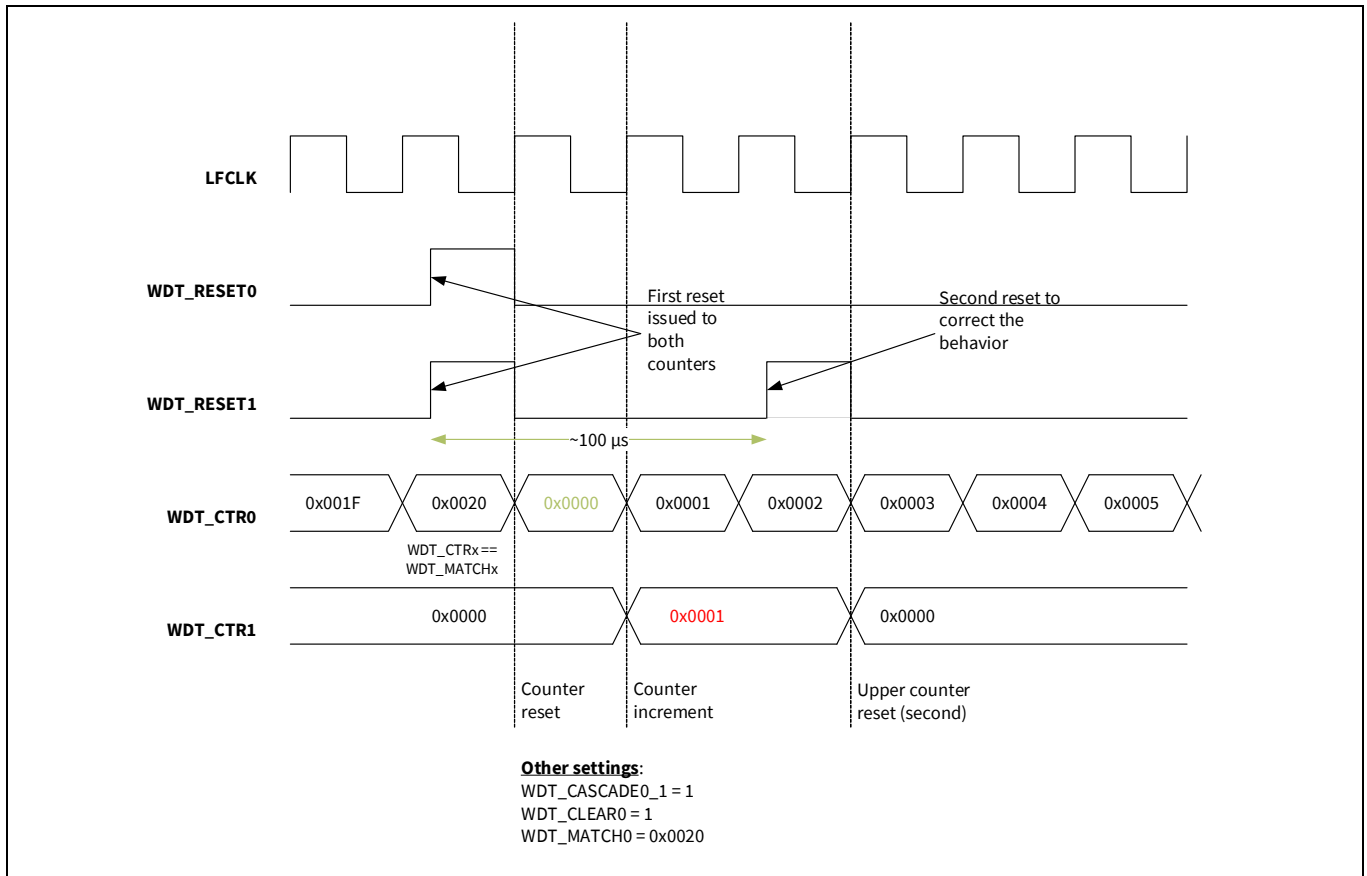 LFCLK
WDT_RESET0
First reset
issued to
both
counters
Second reset to
correct the
behavior
WDT_RESET1
~100 µs
WDT_CTR0
0x001F
0x0020
0x0000
0x0001
0x0002
0x0003
0x0004
0x0005
WDT_CTRx ==
WDT_MATCHx
WDT_CTR1
0x0000
0x0001
0x0000
Counter
reset
Counter
increment
Upper counter
reset (second)
Other settings:
WDT_CASCADE0_1 = 1
WDT_CLEAR0 = 1
WDT_MATCH0 = 0x0020